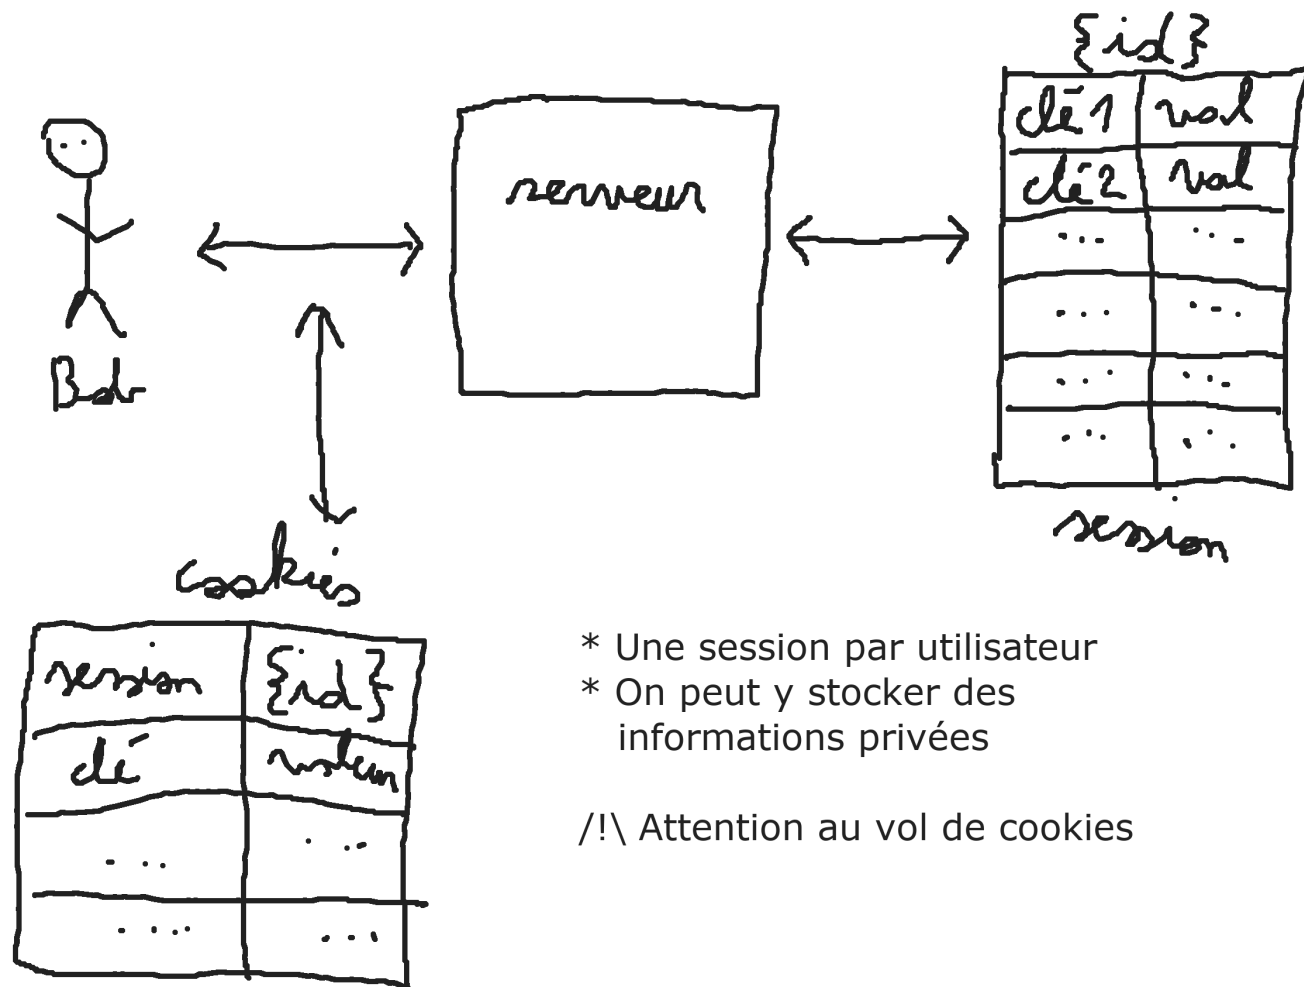 {id}
clé 1 val
clé 2 val
... ...
... ...
... ...
... ...
session
serveur
Bob
cookies
session {id}
clé valeur
... ...
.... ...
* Une session par utilisateur
* On peut y stocker des
informations privées
/!\ Attention au vol de cookies